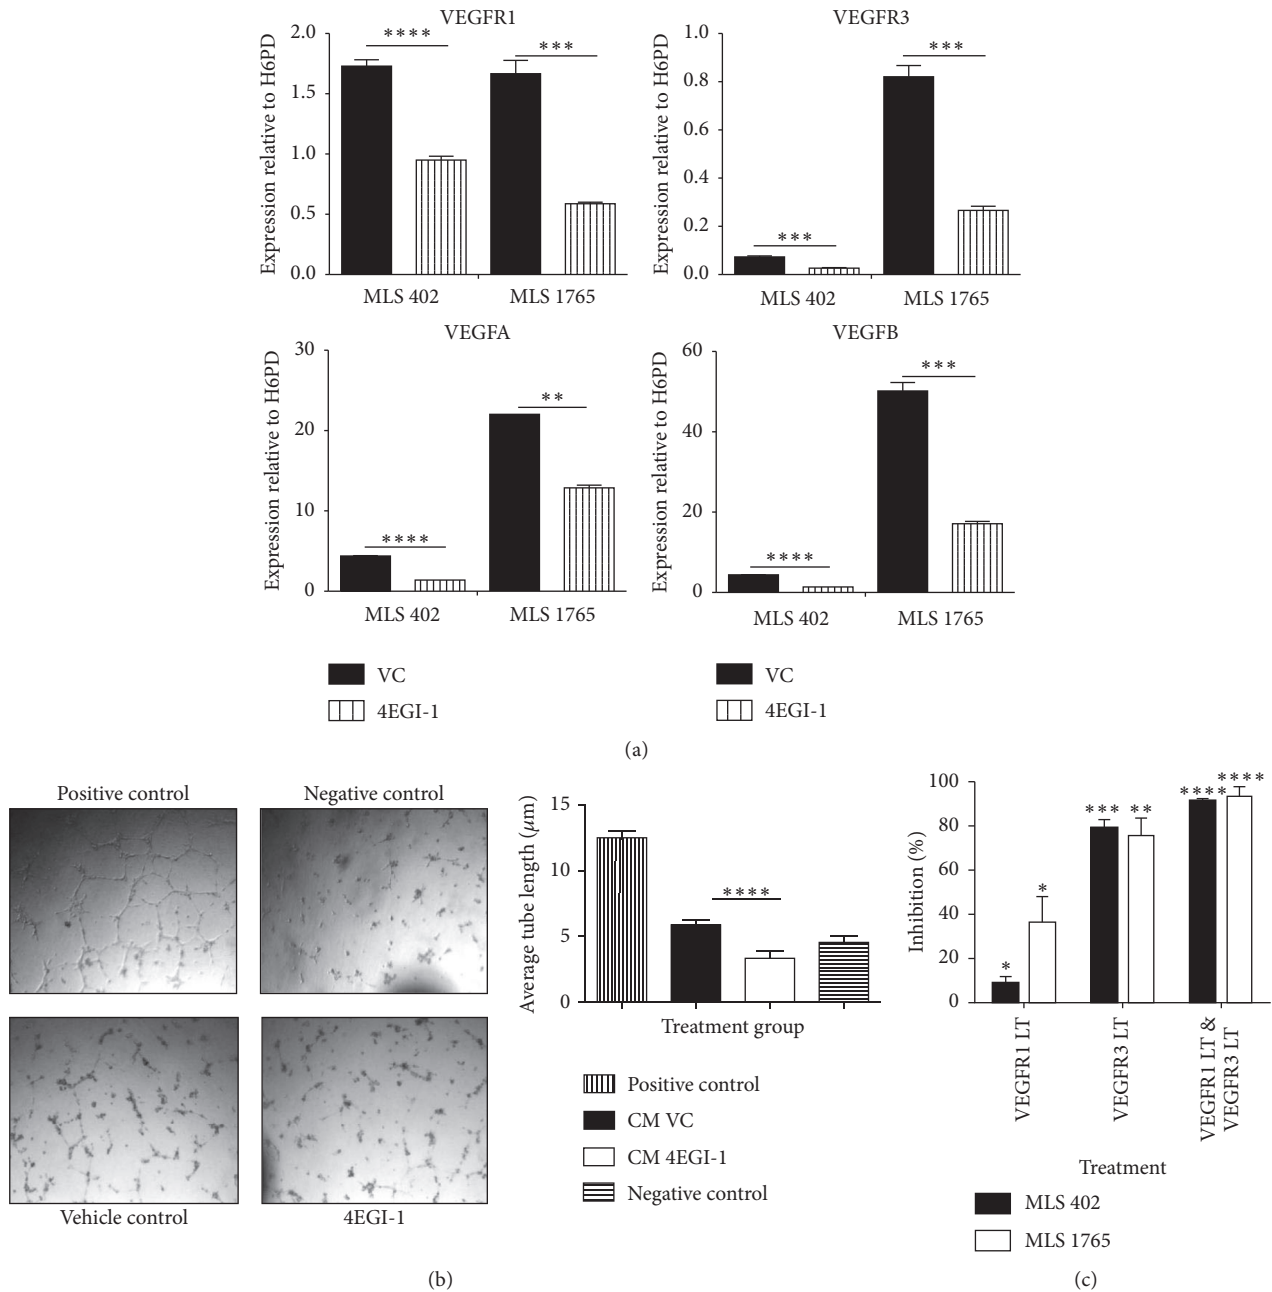 VEGFR1
Expression relative to H6PD
2.0
1.5
1.0
0.5
0.0
****
***
MLS 402
MLS 1765
VEGFR3
Expression relative to H6PD
1.0
0.8
0.6
0.4
0.2
0.0
***
***
MLS 402
MLS 1765
VEGFA
Expression relative to H6PD
30
20
10
0
****
**
MLS 402
MLS 1765
VC
4EGI-1
VEGFB
Expression relative to H6PD
60
40
20
0
****
***
MLS 402
MLS 1765
VC
4EGI-1
(a)
Positive control
Negative control
Vehicle control
4EGI-1
Average tube length (μm)
15
10
5
0
****
Treatment group
Positive control
CM VC
CM 4EGI-1
Negative control
(b)
Inhibition (%)
100
80
60
40
20
0
*
*
***
**
****
****
VEGFR1 LT
VEGFR3 LT
VEGFR1 LT &
VEGFR3 LT
Treatment
MLS 402
MLS 1765
(c)